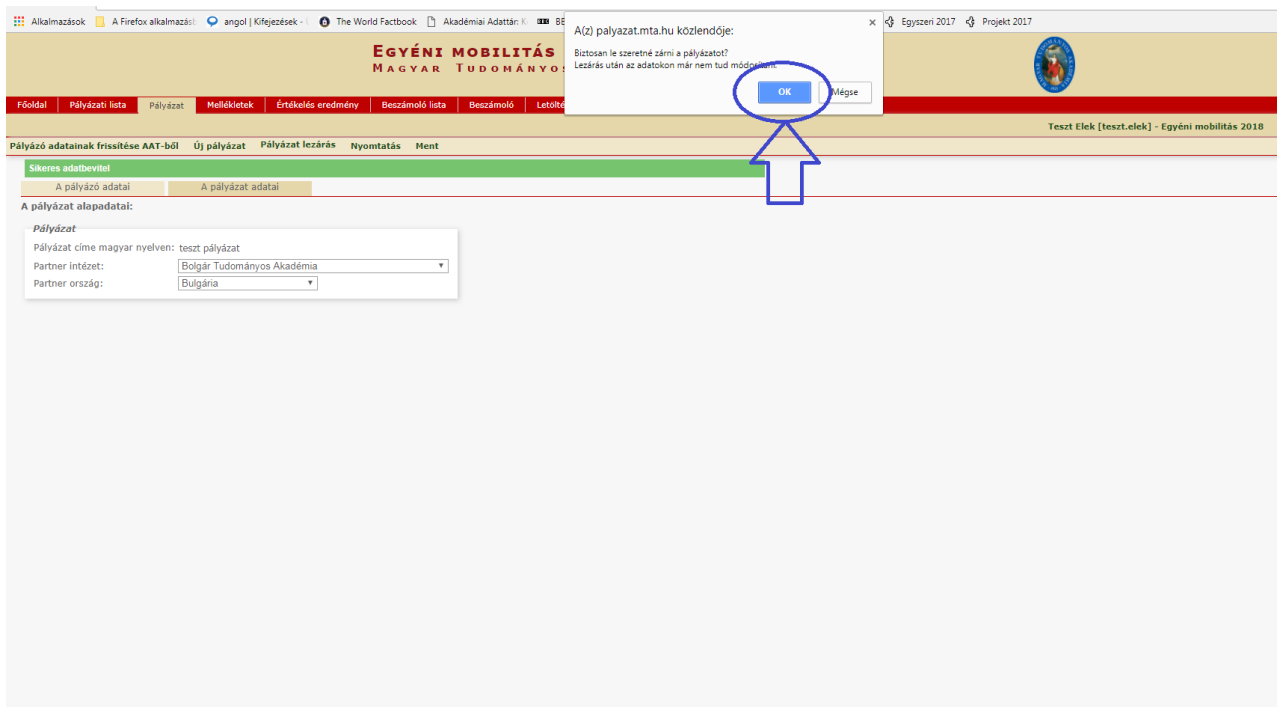 Alkalmazások A Firefox alkalmazásb angol | Kifejezések - The World Factbook Akadémiai Adattár: K BE Egyszeri 2017 Projekt 2017
A(z) palyazat.mta.hu közlendője:
Biztosan le szeretné zárni a pályázatot?
Lezárás után az adatokon már nem tud módosítani.
OK Mégse
EGYÉNI MOBILITÁS
MAGYAR TUDOMÁNYOS
Főoldal Pályázati lista Pályázat Mellékletek Értékelés eredmény Beszámoló lista Beszámoló Letölté
Teszt Elek [teszt.elek] - Egyéni mobilitás 2018
Pályázó adatainak frissítése AAT-ből Új pályázat Pályázat lezárás Nyomtatás Ment
Sikeres adatbevitel
A pályázó adatai A pályázat adatai
A pályázat alapadatai:
Pályázat
Pályázat címe magyar nyelven: teszt pályázat
Partner intézet: Bolgár Tudományos Akadémia
Partner ország: Bulgária